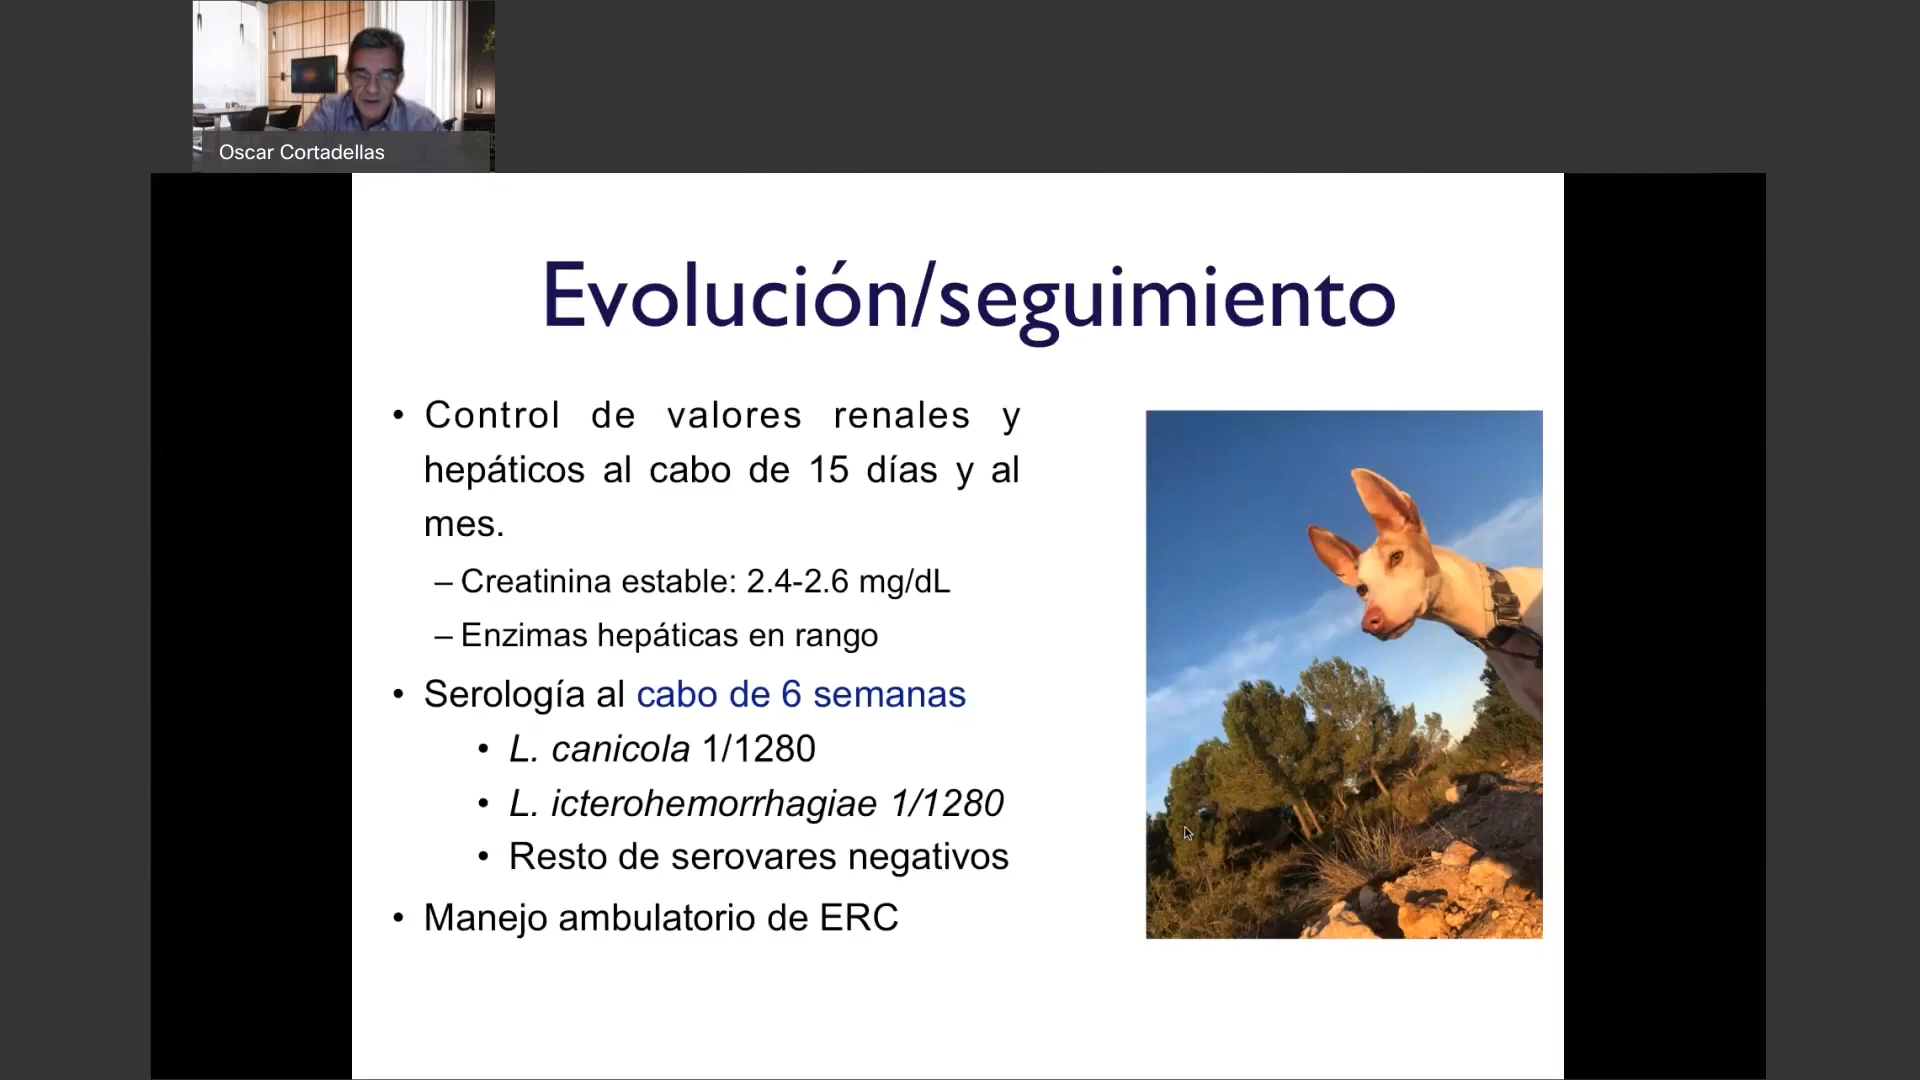 Oscar Cortadellas
Evolución/seguimiento
• Control de valores renales y
hepáticos al cabo de 15 días y al
mes.
– Creatinina estable: 2.4-2.6 mg/dL
– Enzimas hepáticas en rango
• Serología al cabo de 6 semanas
• L. canicola 1/1280
• L. icterohemorrhagiae 1/1280
• Resto de serovares negativos
• Manejo ambulatorio de ERC